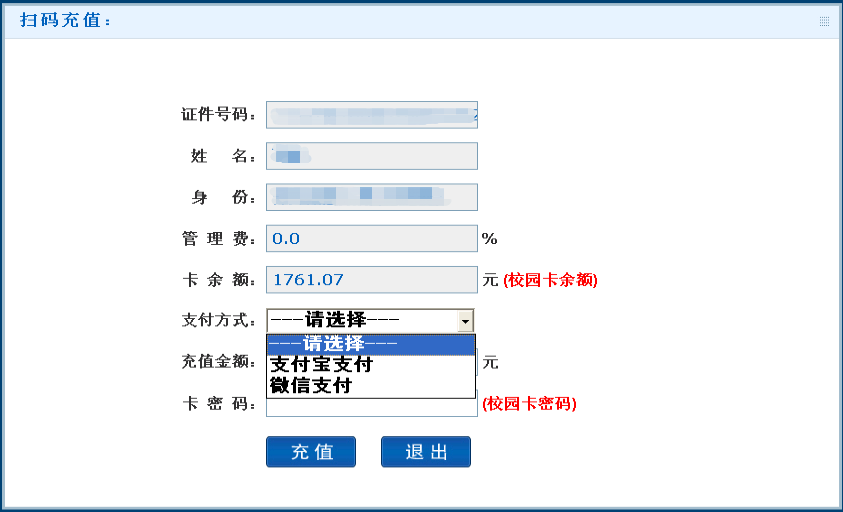 扫码充值：
证件号码：
姓 名：
身 份：
管 理 费： 0.0 %
卡 余 额： 1761.07 元 (校园卡余额)
支付方式： ---请选择---
---请选择---
支付宝支付
充值金额： 元
微信支付
卡 密 码： (校园卡密码)
充 值 退 出